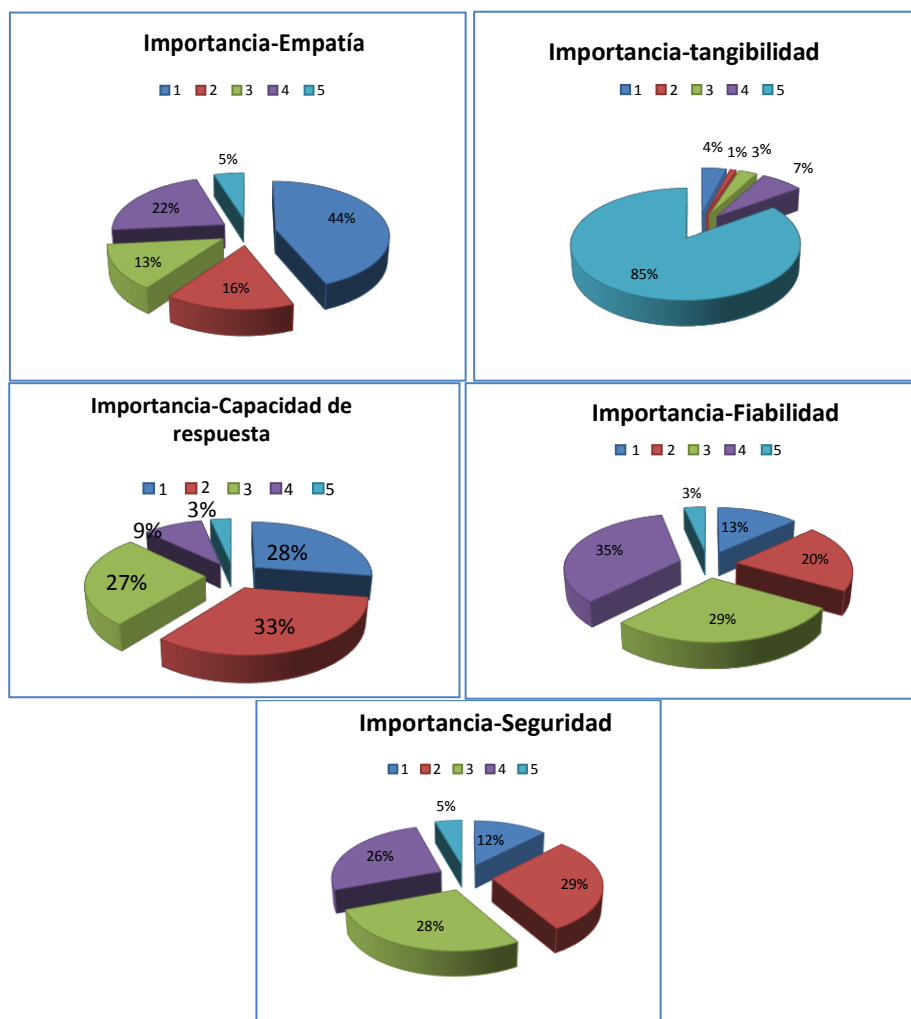 Importancia-Empatía
1 2 3 4 5
5%
44%
22%
13%
16%
Importancia-tangibilidad
1 2 3 4 5
4% 1% 3%
7%
85%
Importancia-Capacidad de
respuesta
1 2 3 4 5
3%
9%
28%
27%
33%
Importancia-Fiabilidad
1 2 3 4 5
3%
13%
35%
20%
29%
Importancia-Seguridad
1 2 3 4 5
5%
12%
26%
29%
28%